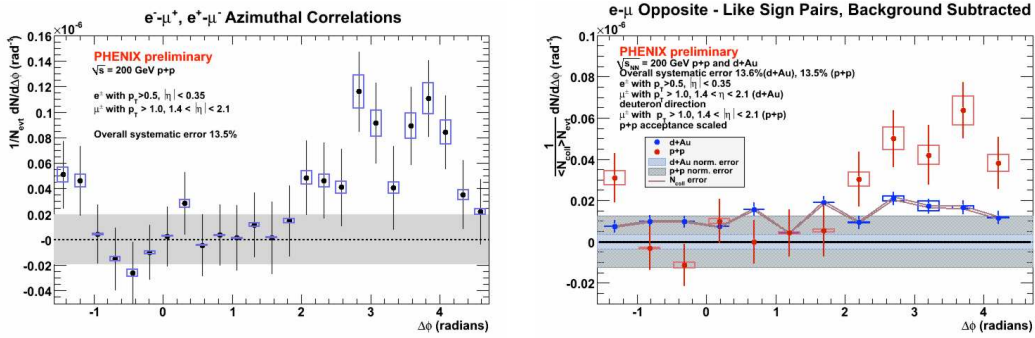 e⁻-μ⁺, e⁺-μ⁻ Azimuthal Correlations
×10⁻⁶
1/N_evt dN/dΔφ (rad⁻¹)
0.16
0.14
0.12
0.1
0.08
0.06
0.04
0.02
-0
-0.02
-0.04
PHENIX preliminary
√s = 200 GeV p+p
e± with p_T>0.5, |η| < 0.35
μ± with p_T > 1.0, 1.4 < |η| < 2.1
Overall systematic error 13.5%
-1 0 1 2 3 4
Δφ (radians)
e-μ Opposite - Like Sign Pairs, Background Subtracted
×10⁻⁶
1/<N_coll>N_evt dN/dΔφ (rad⁻¹)
0.1
0.08
0.06
0.04
0.02
0
-0.02
PHENIX preliminary
√s_NN = 200 GeV p+p and d+Au
Overall systematic error 13.6%(d+Au), 13.5% (p+p)
e± with p_T>0.5, |η| < 0.35
μ± with p_T > 1.0, 1.4 < η < 2.1 (d+Au)
deuteron direction
μ± with p_T > 1.0, 1.4 < |η| < 2.1 (p+p)
p+p acceptance scaled
d+Au
p+p
d+Au norm. error
p+p norm. error
N_coll error
-1 0 1 2 3 4
Δφ (radians)